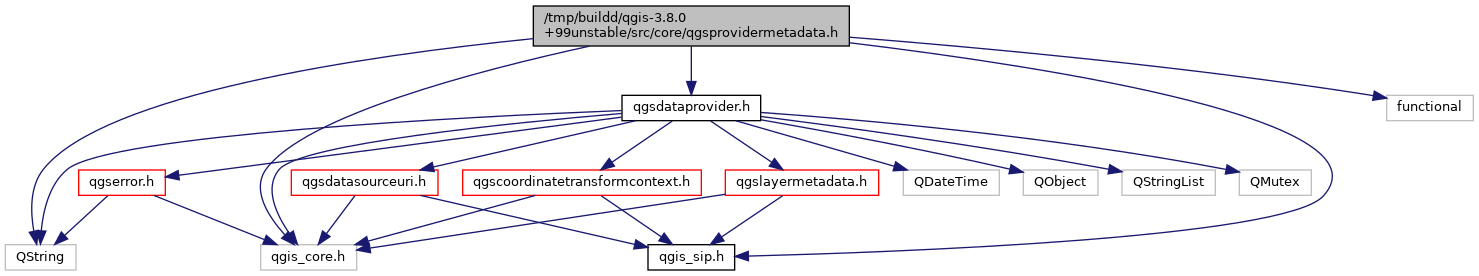 /tmp/buildd/qgis-3.8.0
+99unstable/src/core/qgsprovidermetadata.h
qgsdataprovider.h
functional
qgserror.h
qgsdatasourceuri.h
qgscoordinatetransformcontext.h
qgslayermetadata.h
QDateTime
QObject
QStringList
QMutex
QString
qgis_core.h
qgis_sip.h